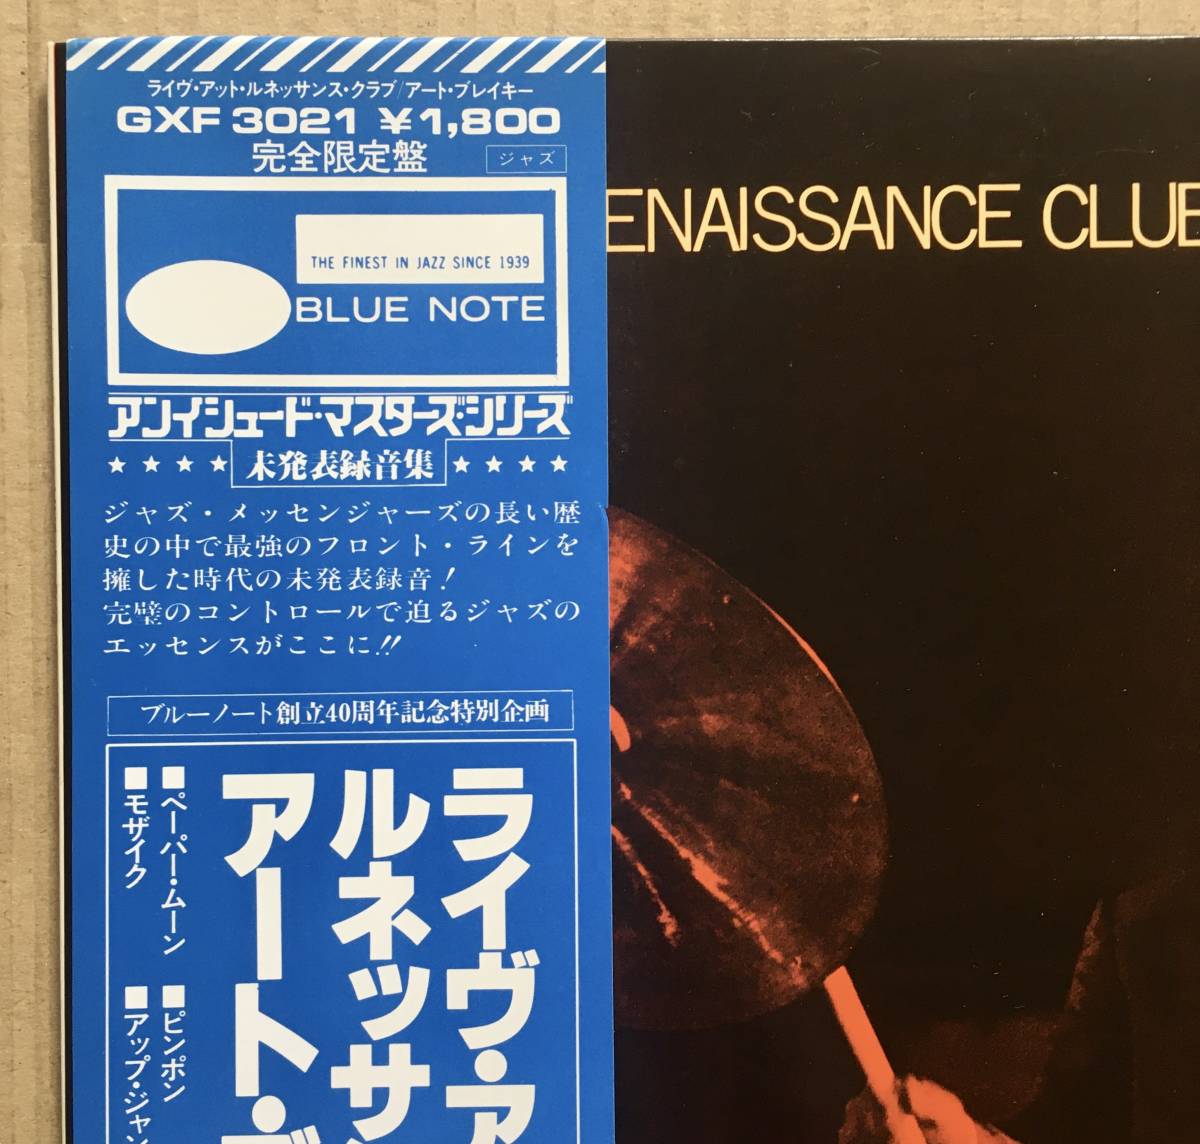 ライヴ・アット・ルネッサンス・クラブ/アート・ブレイキー
GXF 3021 ¥1,800
完全限定盤
ジャズ
THE FINEST IN JAZZ SINCE 1939
BLUE NOTE
アンイシュード・マスターズ・シリーズ
★★★★ 未発表録音集 ★★★★
ジャズ・メッセンジャーズの長い歴
史の中で最強のフロント・ラインを
擁した時代の未発表録音!
完璧のコントロールで迫るジャズの
エッセンスがここに!!
ブルーノート創立40周年記念特別企画
ライヴ・ア
ルネッサン
アート・ブ
■ペーパー・ムーン
■ピンポン
■モザイク
■アップ・ジャン
ENAISSANCE CLUB